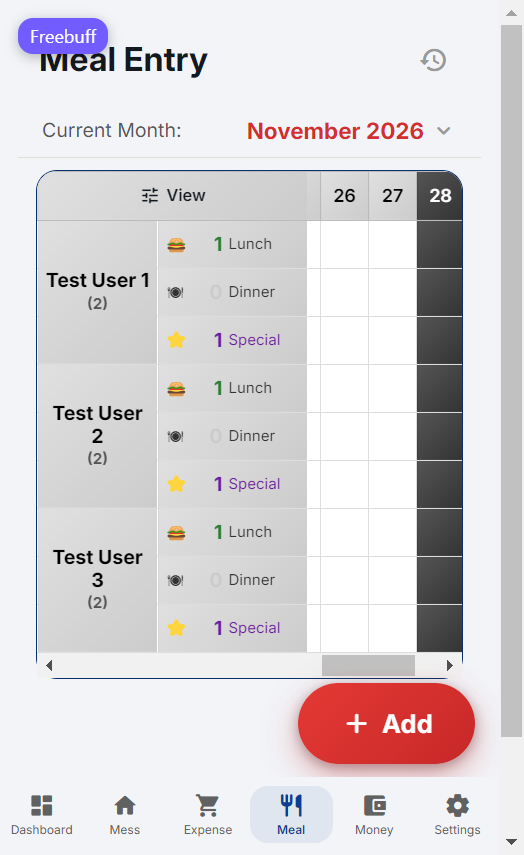 Freebuff
Meal Entry
Current Month: November 2026
View 26 27 28
Test User 1
(2)
1 Lunch
0 Dinner
1 Special
Test User
2
(2)
1 Lunch
0 Dinner
1 Special
Test User
3
(2)
1 Lunch
0 Dinner
1 Special
+ Add
Dashboard Mess Expense Meal Money Settings